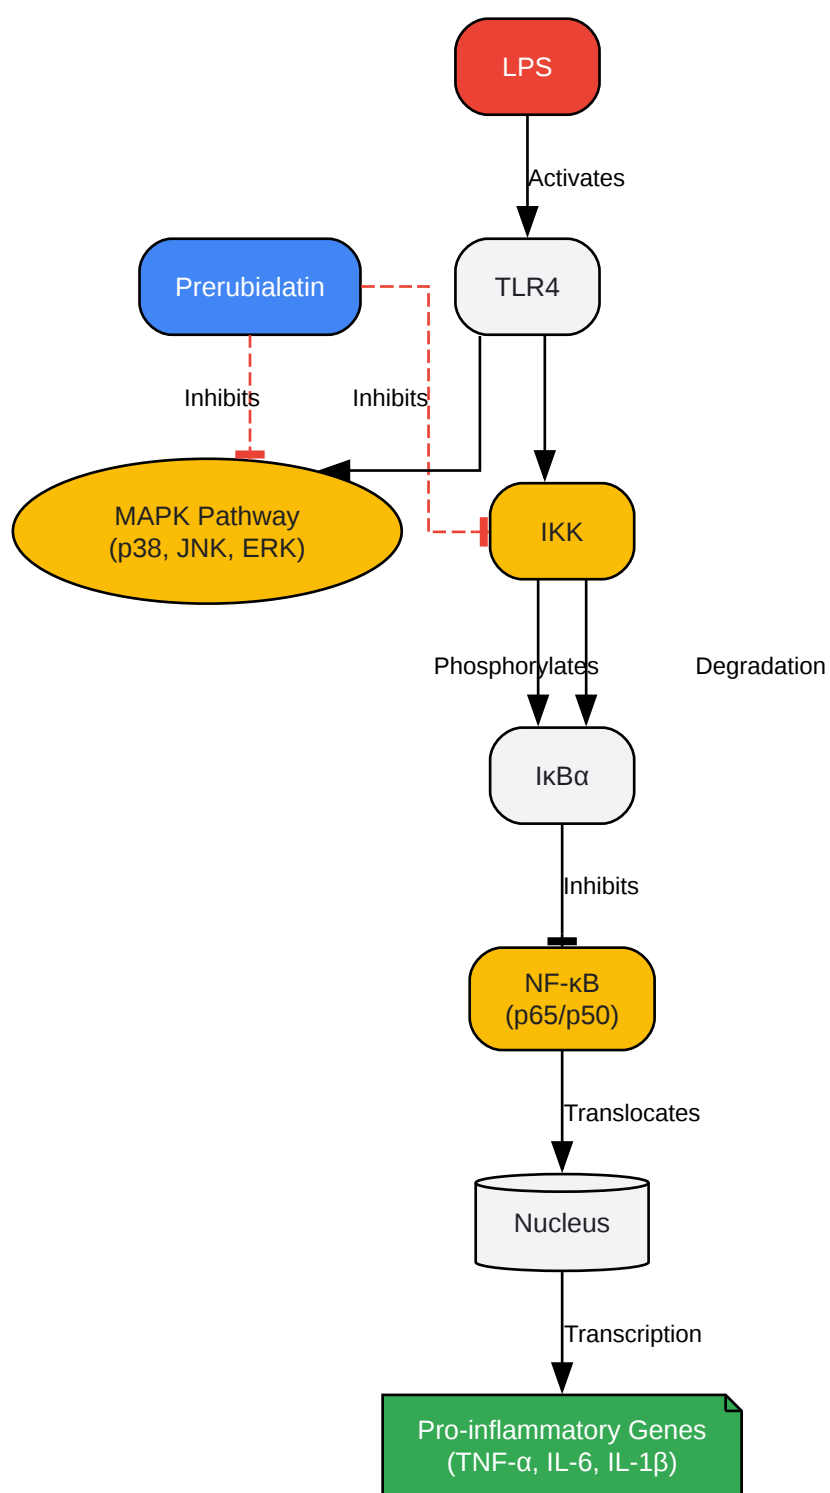 LPS
Activates
Prerubialatin
TLR4
Inhibits
Inhibits
MAPK Pathway
(p38, JNK, ERK)
IKK
Phosphorylates
Degradation
IκBα
Inhibits
NF-κB
(p65/p50)
Translocates
Nucleus
Transcription
Pro-inflammatory Genes
(TNF-α, IL-6, IL-1β)